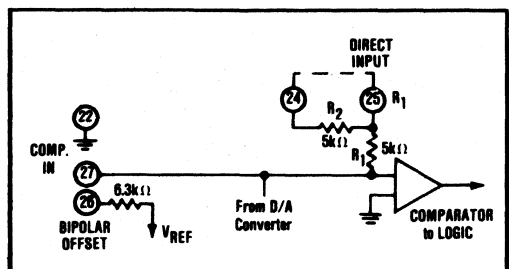 DIRECT
INPUT
24
25
R1
R2
5kΩ
22
R1
5kΩ
COMP.
IN
27
6.3kΩ
26
From D/A
Converter
BIPOLAR
OFFSET
VREF
COMPARATOR
to LOGIC